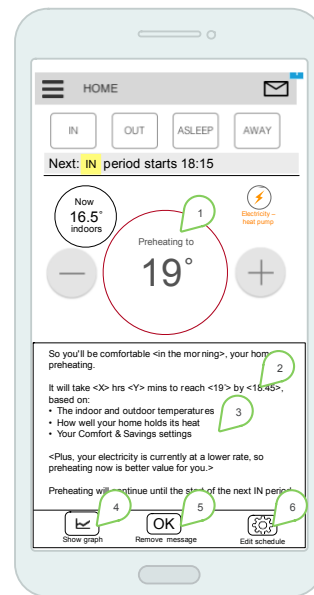 HOME
IN OUT ASLEEP AWAY
Next: IN period starts 18:15
Now
16.5°
indoors
1
Electricity –
heat pump
Preheating to
19°
So you'll be comfortable <in the morning>, your home
preheating.
2
It will take <X> hrs <Y> mins to reach <19°> by <18:45>,
based on:
• The indoor and outdoor temperatures
• How well your home holds its heat
• Your Comfort & Savings settings
3
<Plus, your electricity is currently at a lower rate, so
preheating now is better value for you.>
Preheating will continue until the start of the next IN period
4 5 6
OK
Show graph Remove message Edit schedule